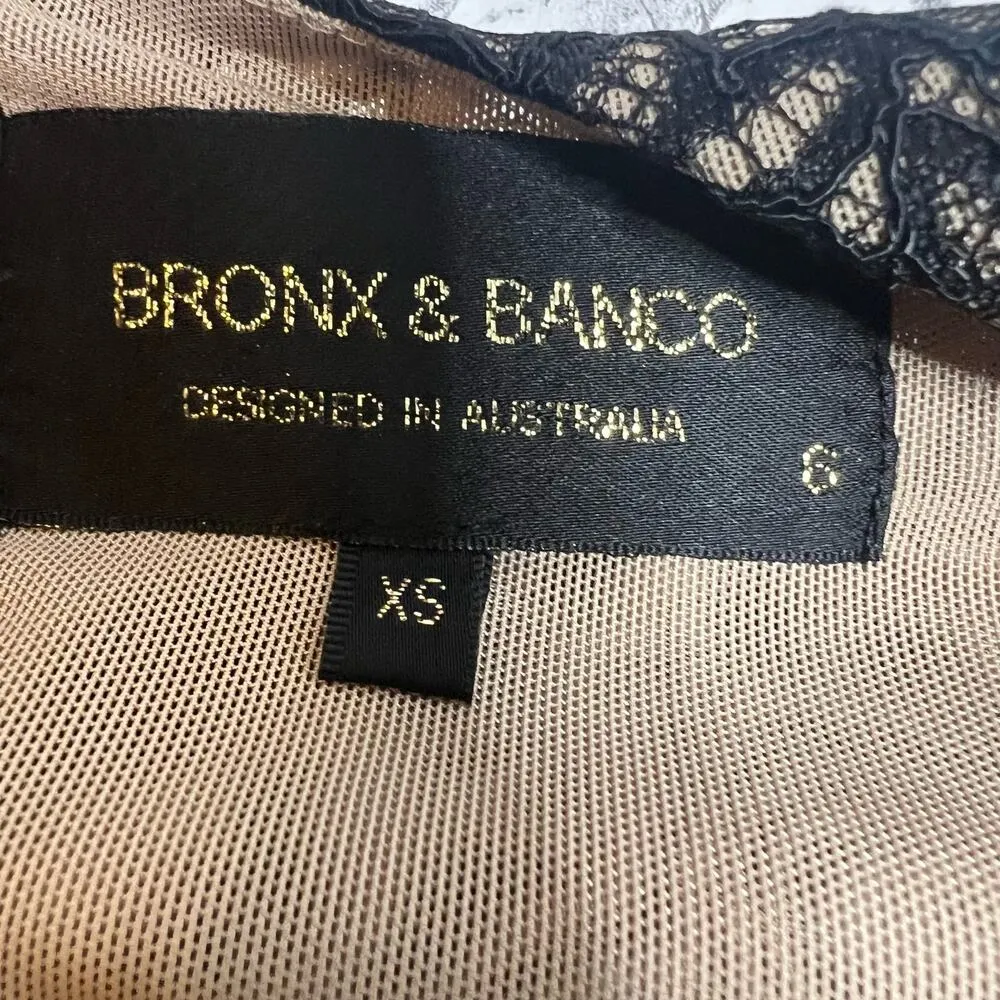 BRONX & BANCO
DESIGNED IN AUSTRALIA
6
XS